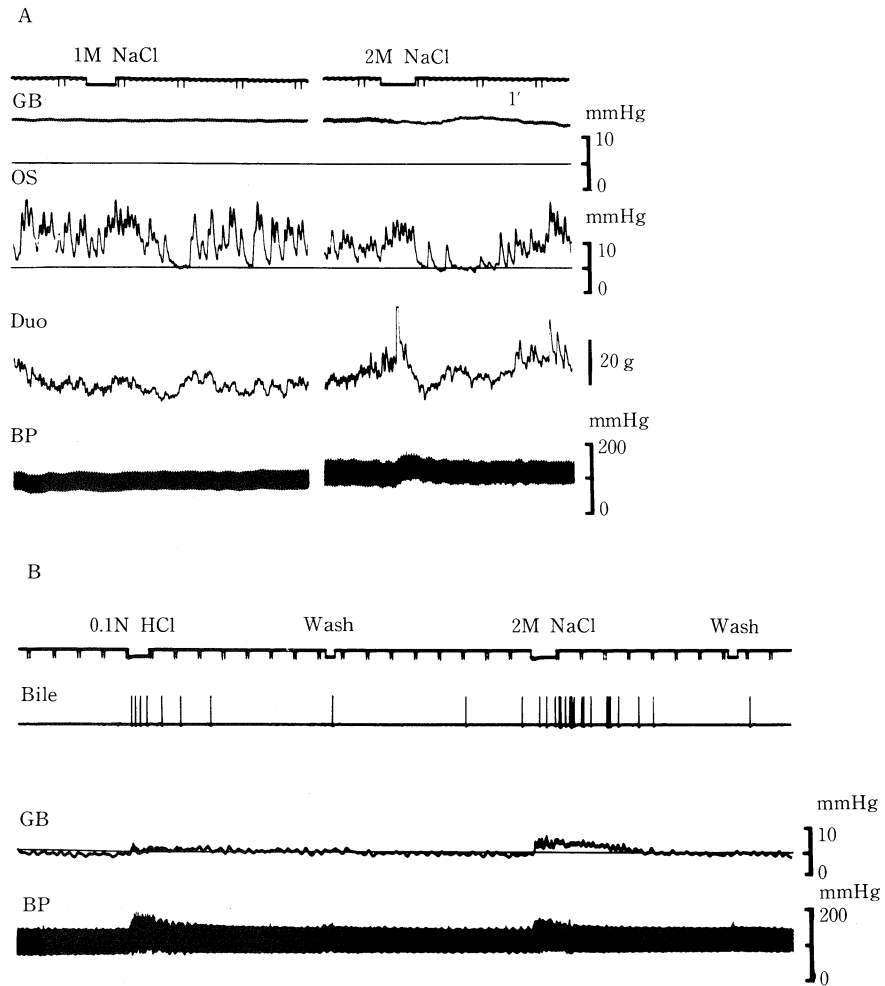 A
1M NaCl 2M NaCl
GB 1′
mmHg
10
0
OS
mmHg
10
0
Duo
20 g
BP
mmHg
200
0
B
0.1N HCl Wash 2M NaCl Wash
Bile
mmHg
GB
10
0
mmHg
BP
200
0